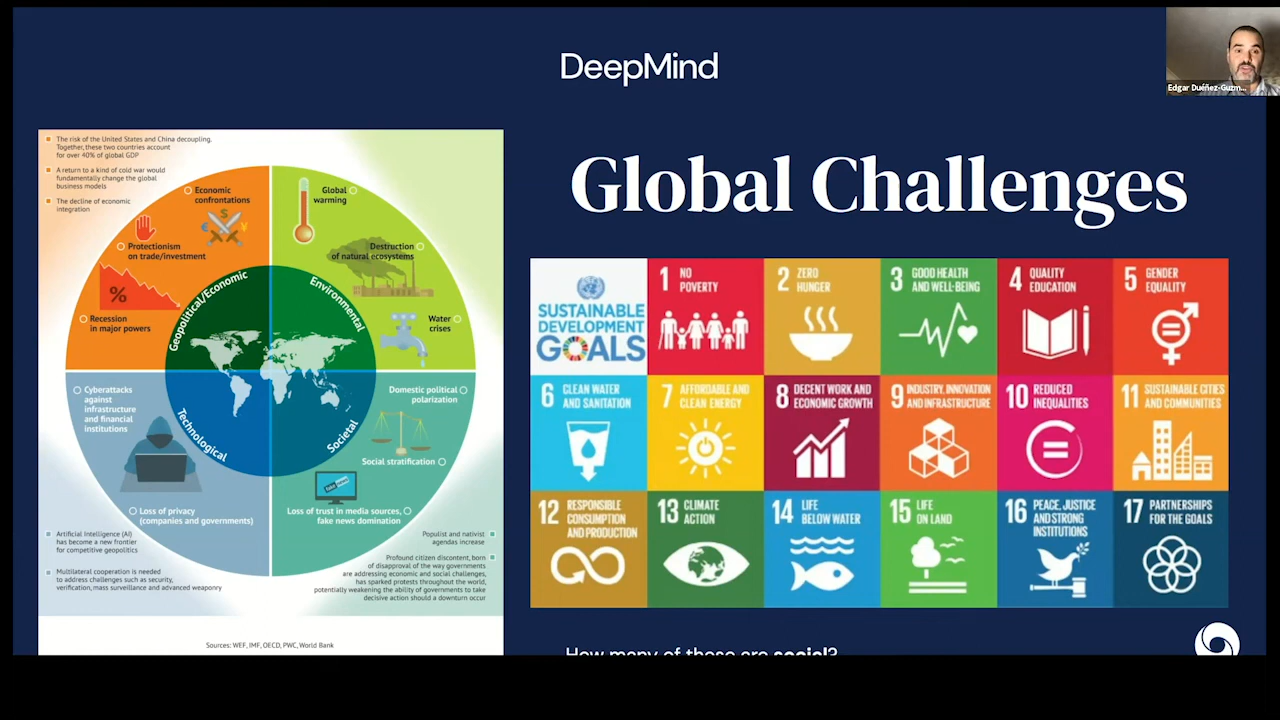 DeepMind
Edgar Duéñez-Guzm...
The risk of the United States and China decoupling.
Together, these two countries account
for over 40% of global GDP
A return to a kind of cold war would
fundamentally change the global
business models
The decline of economic
integration
Economic
confrontations
Protectionism
on trade/investment
%
Recession
in major powers
Geopolitical/Economic
Global
warming
Destruction
of natural ecosystems
Water
crises
Environmental
Cyberattacks
against
infrastructure
and financial
institutions
Loss of privacy
(companies and governments)
Technological
Domestic political
polarization
Social stratification
Loss of trust in media sources,
fake news domination
Societal
Artificial Intelligence (AI)
has become a new frontier
for competitive geopolitics
Multilateral cooperation is needed
to address challenges such as security,
verification, mass surveillance and advanced weaponry
Populist and nativist
agendas increase
Profound citizen discontent, born
of disapproval of the way governments
are addressing economic and social challenges,
has sparked protests throughout the world,
potentially weakening the ability of governments to take
decisive action should a downturn occur
Sources: WEF, IMF, OECD, PWC, World Bank
Global Challenges
SUSTAINABLE
DEVELOPMENT
GOALS
1 NO
POVERTY
2 ZERO
HUNGER
3 GOOD HEALTH
AND WELL-BEING
4 QUALITY
EDUCATION
5 GENDER
EQUALITY
6 CLEAN WATER
AND SANITATION
7 AFFORDABLE AND
CLEAN ENERGY
8 DECENT WORK AND
ECONOMIC GROWTH
9 INDUSTRY, INNOVATION
AND INFRASTRUCTURE
10 REDUCED
INEQUALITIES
11 SUSTAINABLE CITIES
AND COMMUNITIES
12 RESPONSIBLE
CONSUMPTION
AND PRODUCTION
13 CLIMATE
ACTION
14 LIFE
BELOW WATER
15 LIFE
ON LAND
16 PEACE, JUSTICE
AND STRONG
INSTITUTIONS
17 PARTNERSHIPS
FOR THE GOALS
How many of these are social?